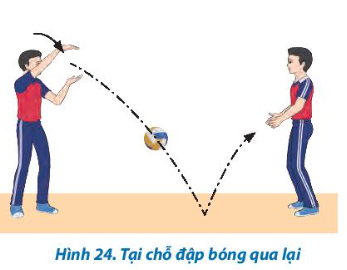 Hình 24. Tại chỗ đập bóng qua lại